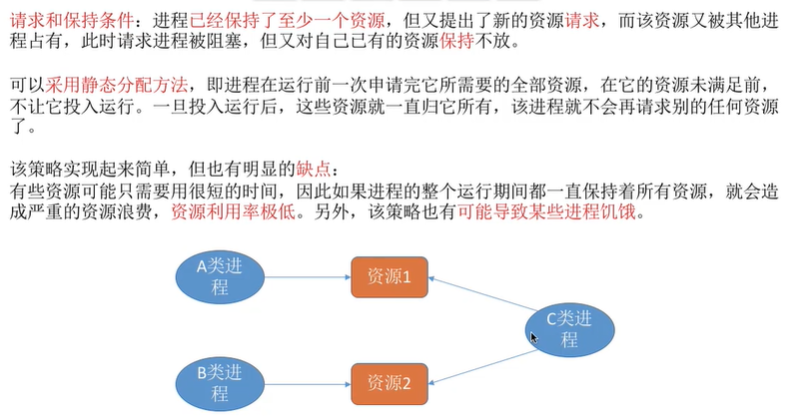 请求和保持条件：进程已经保持了至少一个资源，但又提出了新的资源请求，而该资源又被其他进
程占有，此时请求进程被阻塞，但又对自己已有的资源保持不放。
可以采用静态分配方法，即进程在运行前一次申请完它所需要的全部资源，在它的资源未满足前，
不让它投入运行。一旦投入运行后，这些资源就一直归它所有，该进程就不会再请求别的任何资源
了。
该策略实现起来简单，但也有明显的缺点：
有些资源可能只需要用很短的时间，因此如果进程的整个运行期间都一直保持着所有资源，就会造
成严重的资源浪费，资源利用率极低。另外，该策略也有可能导致某些进程饥饿。
A类进
程
资源1
C类进
程
B类进
程
资源2